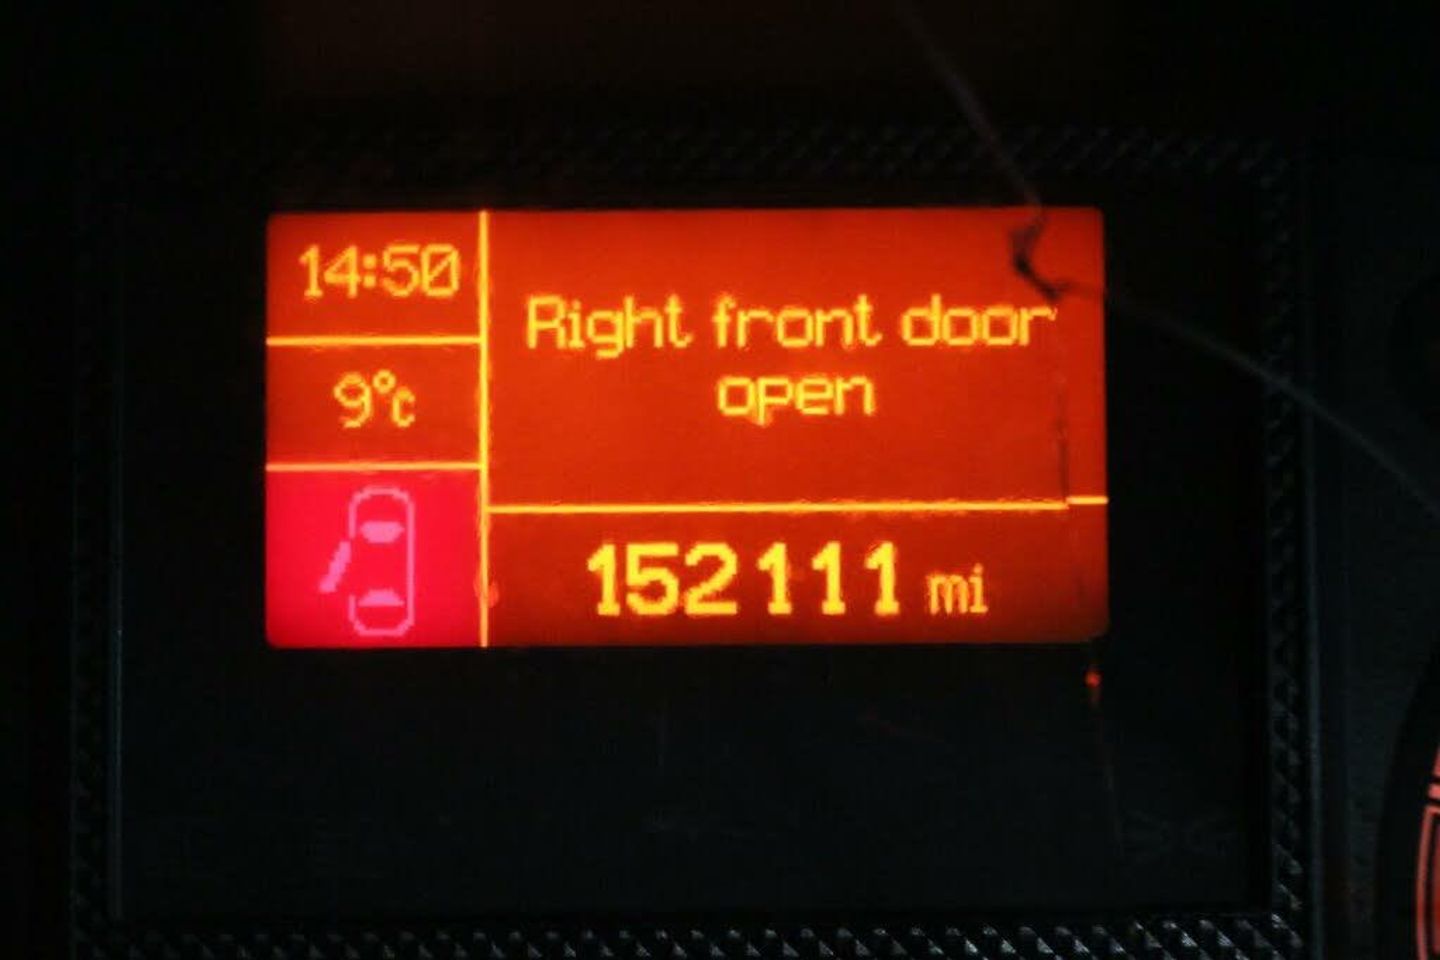 14:50
Right front door
open
9°c
152111 mi